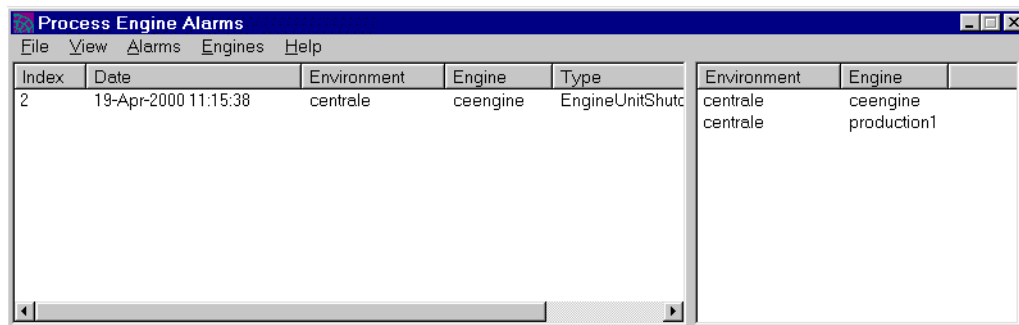 Process Engine Alarms
File View Alarms Engines Help
Index Date Environment Engine Type Environment Engine
2 19-Apr-2000 11:15:38 centrale ceengine EngineUnitShutc centrale ceengine
centrale production1